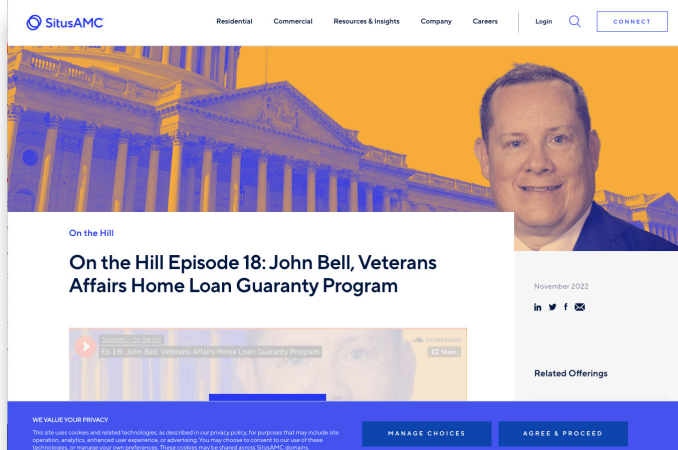 SitusAMC
Residential Commercial Resources & Insights Company Careers Login CONNECT
On the Hill
On the Hill Episode 18: John Bell, Veterans
Affairs Home Loan Guaranty Program
November 2022
SitusAMC - On the Hill
Ep 18: John Bell, Veterans Affairs Home Loan Guaranty Program
SOUNDCLOUD
Share
Related Offerings
WE VALUE YOUR PRIVACY
This site uses cookies and related technologies, as described in our privacy policy, for purposes that may include site
operation, analytics, enhanced user experience, or advertising. You may choose to consent to our use of these
technologies, or manage your own preferences. These cookies may be shared across SitusAMC domains.
MANAGE CHOICES
AGREE & PROCEED